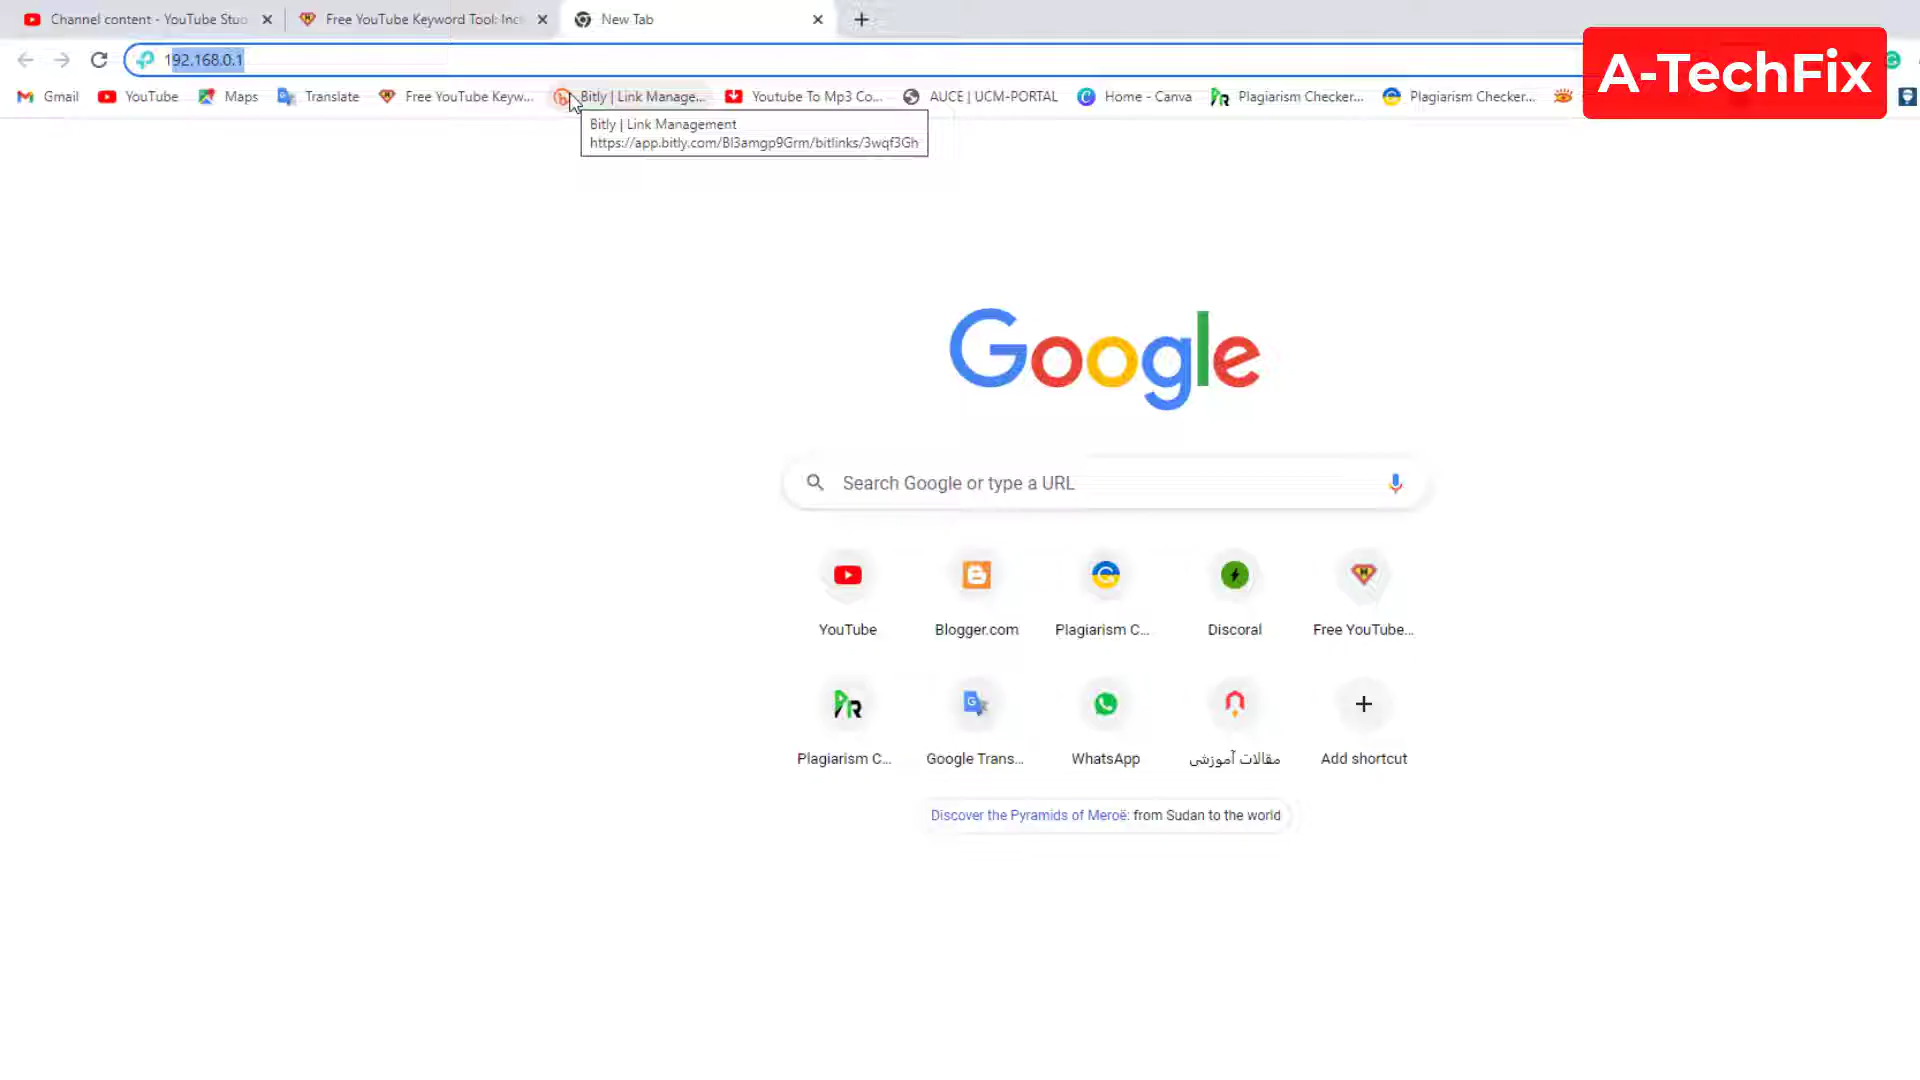 Channel content - YouTube Stu
Free YouTube Keyword Tool: Inc
New Tab
A-TechFix
192.168.0.1
Gmail
YouTube
Maps
Translate
Free YouTube Keyw...
Bitly | Link Manage...
Youtube To Mp3 Co...
AUCE | UCM-PORTAL
Home - Canva
Plagiarism Checker...
Plagiarism Checker...
Bitly | Link Management
https://app.bitly.com/Bl3amgp9Grm/bitlinks/3wqf3Gh
Google
Search Google or type a URL
YouTube
Blogger.com
Plagiarism C...
Discoral
Free YouTube...
Plagiarism C...
Google Trans...
WhatsApp
مقالات آموزشی
Add shortcut
Discover the Pyramids of Meroë: from Sudan to the world